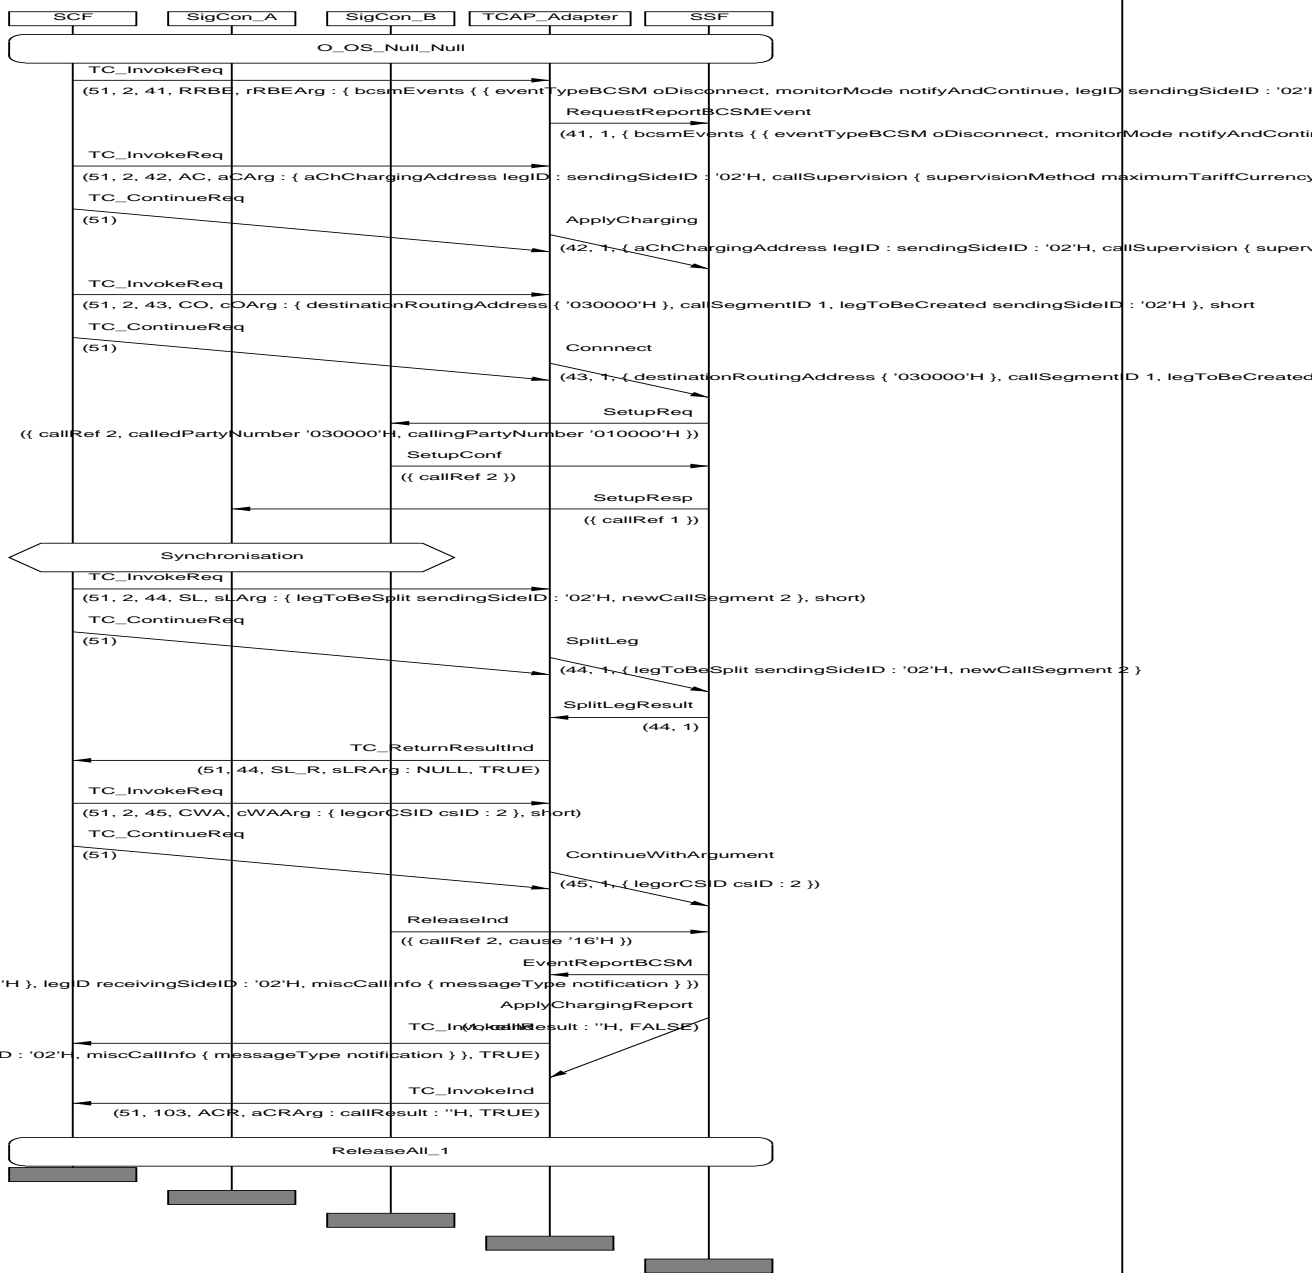 SCF SigCon_A SigCon_B TCAP_Adapter SSF
O_OS_Null_Null
TC_InvokeReq
(51, 2, 41, RRBE, rRBEArg : { bcsmEvents { { eventTypeBCSM oDisconnect, monitorMode notifyAndContinue, legID sendingSideID : '02'H
RequestReportBCSMEvent
(41, 1, { bcsmEvents { { eventTypeBCSM oDisconnect, monitorMode notifyAndConti
TC_InvokeReq
(51, 2, 42, AC, aCArg : { aChChargingAddress legID : sendingSideID : '02'H, callSupervision { supervisionMethod maximumTariffCurrency
TC_ContinueReq
(51)
ApplyCharging
(42, 1, { aChChargingAddress legID : sendingSideID : '02'H, callSupervision { superv
TC_InvokeReq
(51, 2, 43, CO, cOArg : { destinationRoutingAddress { '030000'H }, callSegmentID 1, legToBeCreated sendingSideID : '02'H }, short
TC_ContinueReq
(51)
Connnect
(43, 1, { destinationRoutingAddress { '030000'H }, callSegmentID 1, legToBeCreated
SetupReq
({ callRef 2, calledPartyNumber '030000'H, callingPartyNumber '010000'H })
SetupConf
({ callRef 2 })
SetupResp
({ callRef 1 })
Synchronisation
TC_InvokeReq
(51, 2, 44, SL, sLArg : { legToBeSplit sendingSideID : '02'H, newCallSegment 2 }, short)
TC_ContinueReq
(51)
SplitLeg
(44, 1, { legToBeSplit sendingSideID : '02'H, newCallSegment 2 }
SplitLegResult
(44, 1)
TC_ReturnResultInd
(51, 44, SL_R, sLRArg : NULL, TRUE)
TC_InvokeReq
(51, 2, 45, CWA, cWAArg : { legorCSID csID : 2 }, short)
TC_ContinueReq
(51)
ContinueWithArgument
(45, 1, { legorCSID csID : 2 })
ReleaseInd
({ callRef 2, cause '16'H })
EventReportBCSM
'H }, legID receivingSideID : '02'H, miscCallInfo { messageType notification } })
ApplyChargingReport
TC_InvokeInd
callResult : ''H, FALSE)
D : '02'H, miscCallInfo { messageType notification } }, TRUE)
TC_InvokeInd
(51, 103, ACR, aCRArg : callResult : ''H, TRUE)
ReleaseAll_1